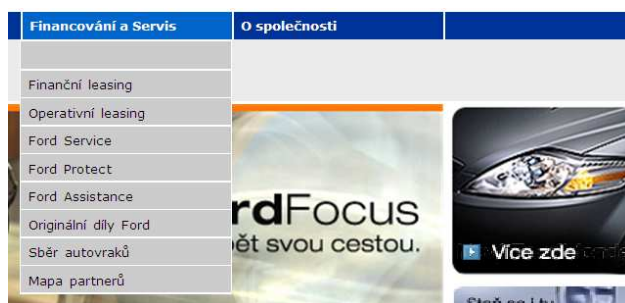 Financování a Servis
O společnosti
Finanční leasing
Operativní leasing
Ford Service
Ford Protect
Ford Assistance
Originální díly Ford
Sběr autovraků
Mapa partnerů
rdFocus
ět svou cestou.
Více zde